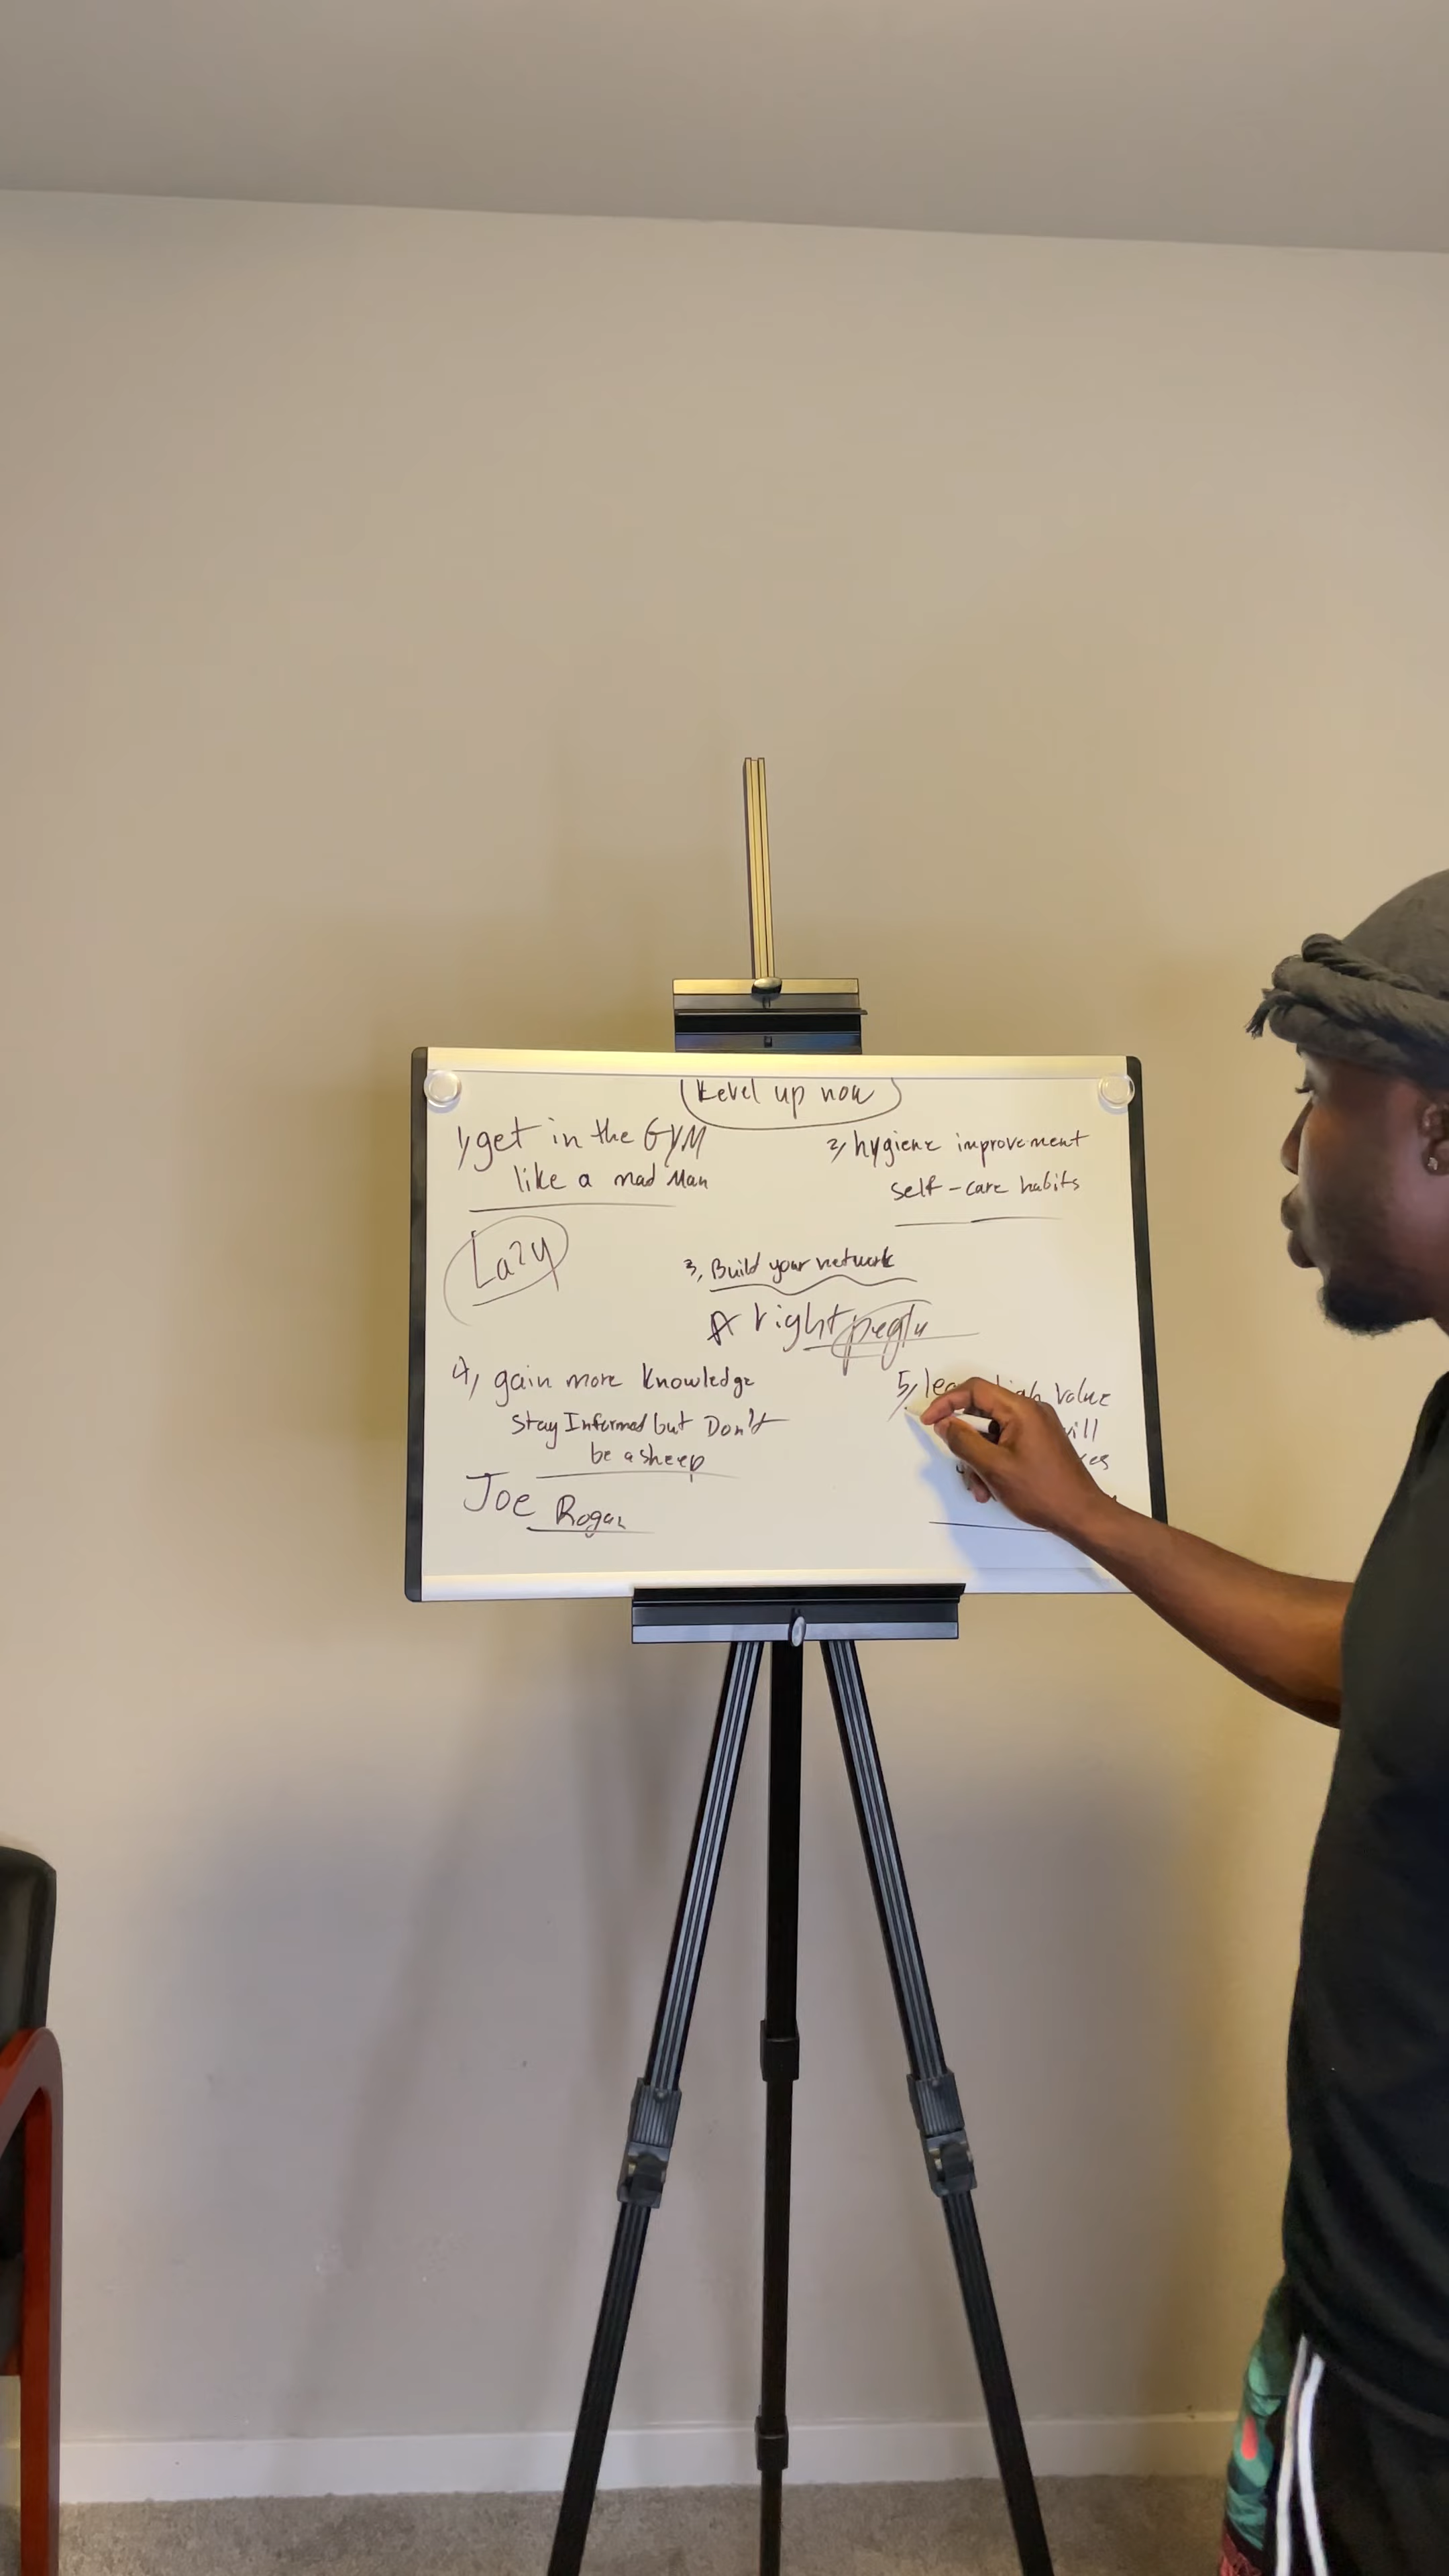 Level up now
1, get in the GYM
like a mad Man
Lazy
2, hygiene improvement
self-care habits
3, Build your network
right people
4, gain more knowledge
Stay Informed but Don't
be a sheep
Joe Rogan
5, value